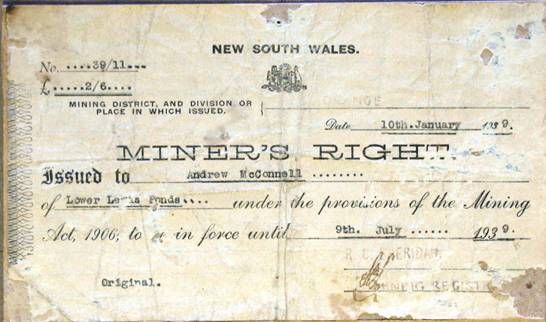 NEW SOUTH WALES.
No. ....39/11...
£.....2/6....
MINING DISTRICT, AND DIVISION OR
PLACE IN WHICH ISSUED.
Date 10th.January 1939.
MINER'S RIGHT.
Issued to Andrew McConnell ........
of Lower Lewis Ponds.... under the provisions of the Mining
Act, 1906, to be in force until 9th. July ...... 1939.
Original.